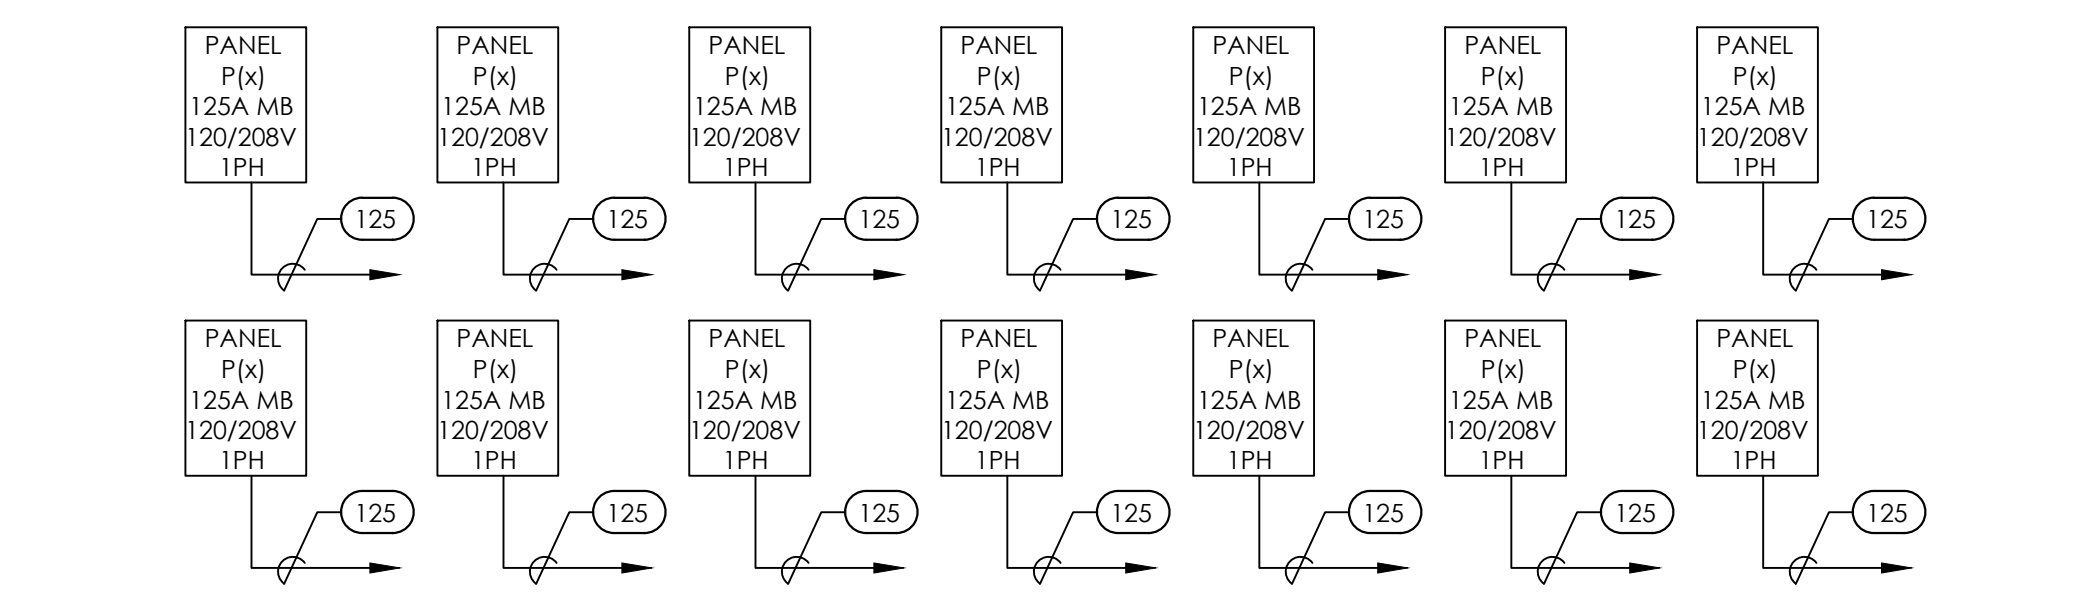 PANEL PANEL PANEL PANEL PANEL PANEL PANEL
P(x) P(x) P(x) P(x) P(x) P(x) P(x)
125A MB 125A MB 125A MB 125A MB 125A MB 125A MB 125A MB
120/208V 120/208V 120/208V 120/208V 120/208V 120/208V 120/208V
1PH 1PH 1PH 1PH 1PH 1PH 1PH
125 125 125 125 125 125 125
PANEL PANEL PANEL PANEL PANEL PANEL PANEL
P(x) P(x) P(x) P(x) P(x) P(x) P(x)
125A MB 125A MB 125A MB 125A MB 125A MB 125A MB 125A MB
120/208V 120/208V 120/208V 120/208V 120/208V 120/208V 120/208V
1PH 1PH 1PH 1PH 1PH 1PH 1PH
125 125 125 125 125 125 125